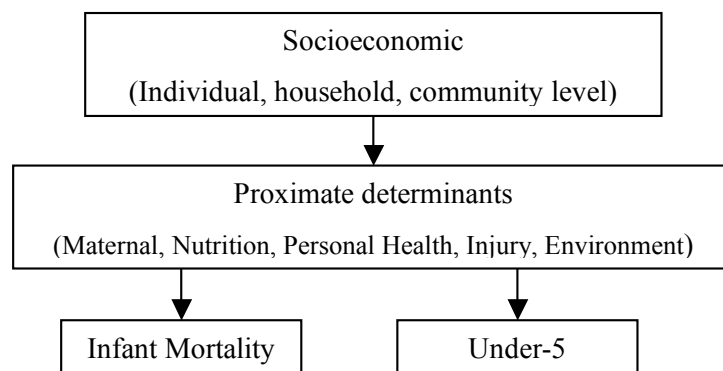 Socioeconomic
(Individual, household, community level)
Proximate determinants
(Maternal, Nutrition, Personal Health, Injury, Environment)
Infant Mortality
Under-5